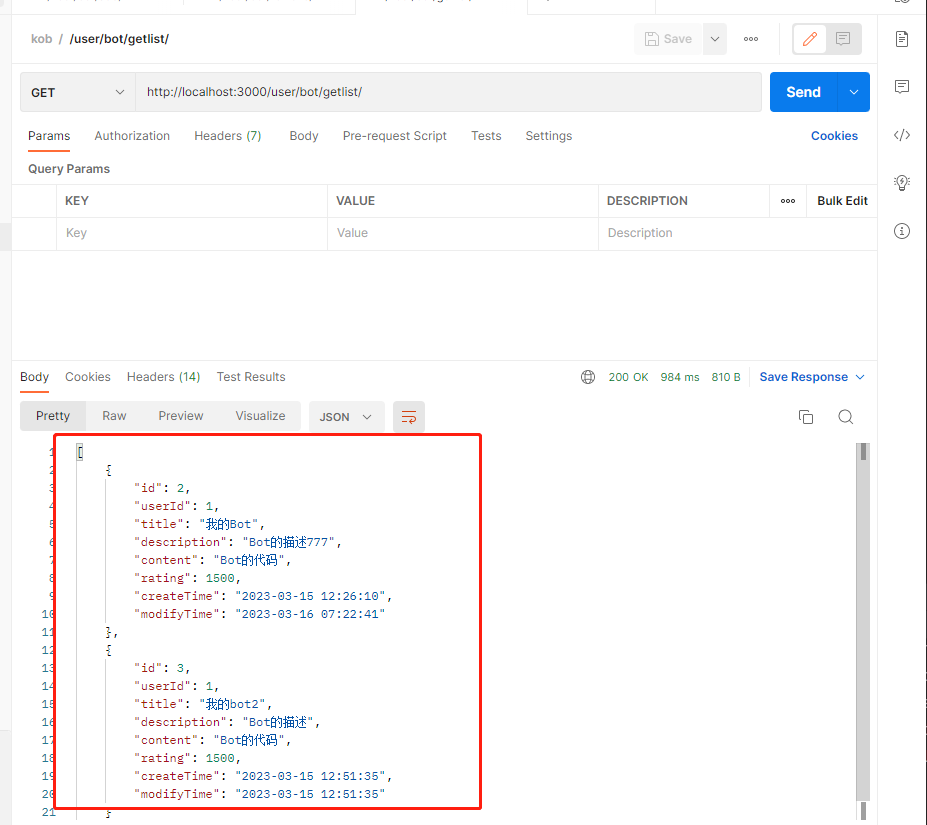 kob / /user/bot/getlist/
Save
GET http://localhost:3000/user/bot/getlist/ Send
Params Authorization Headers (7) Body Pre-request Script Tests Settings Cookies
Query Params
KEY VALUE DESCRIPTION Bulk Edit
Key Value Description
Body Cookies Headers (14) Test Results 200 OK 984 ms 810 B Save Response
Pretty Raw Preview Visualize JSON
1 [
2 {
3 "id": 2,
4 "userId": 1,
5 "title": "我的Bot",
6 "description": "Bot的描述777",
7 "content": "Bot的代码",
8 "rating": 1500,
9 "createTime": "2023-03-15 12:26:10",
10 "modifyTime": "2023-03-16 07:22:41"
11 },
12 {
13 "id": 3,
14 "userId": 1,
15 "title": "我的bot2",
16 "description": "Bot的描述",
17 "content": "Bot的代码",
18 "rating": 1500,
19 "createTime": "2023-03-15 12:51:35",
20 "modifyTime": "2023-03-15 12:51:35"
21 }